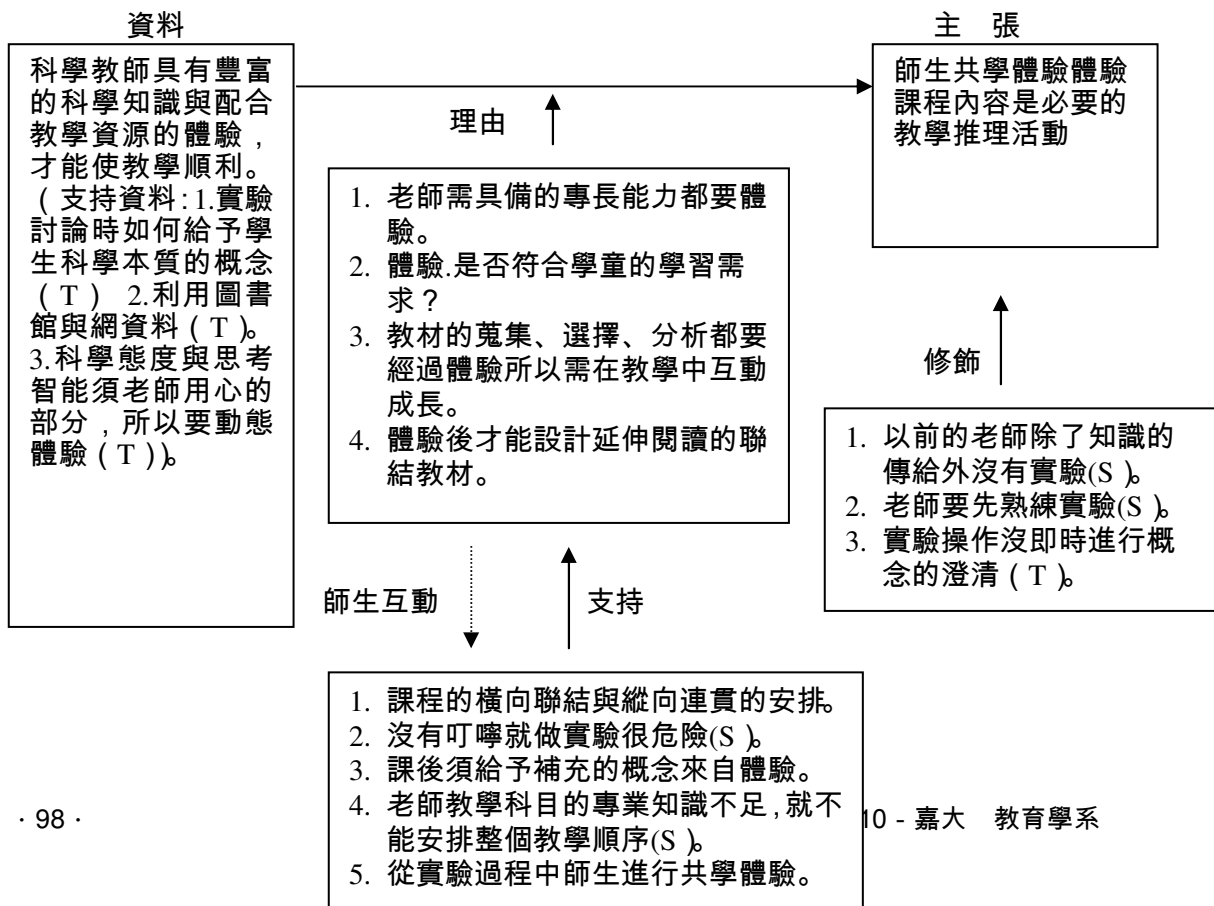 資料
主　張
科學教師具有豐富
的科學知識與配合
教學資源的體驗，
才能使教學順利。
（支持資料:1.實驗
討論時如何給予學
生科學本質的概念
（T） 2.利用圖書
館與網資料（T）。
3.科學態度與思考
智能須老師用心的
部分，所以要動態
體驗（T））。
師生共學體驗體驗
課程內容是必要的
教學推理活動
理由
1. 老師需具備的專長能力都要體
驗。
2. 體驗.是否符合學童的學習需
求？
3. 教材的蒐集、選擇、分析都要
經過體驗所以需在教學中互動
成長。
4. 體驗後才能設計延伸閱讀的聯
結教材。
修飾
1. 以前的老師除了知識的
傳給外沒有實驗(S）。
2. 老師要先熟練實驗(S）。
3. 實驗操作沒即時進行概
念的澄清（T）。
師生互動
支持
1. 課程的橫向聯結與縱向連貫的安排。
2. 沒有叮嚀就做實驗很危險(S）。
3. 課後須給予補充的概念來自體驗。
4. 老師教學科目的專業知識不足,就不
能安排整個教學順序(S）。
5. 從實驗過程中師生進行共學體驗。
· 98 ·
10 - 嘉大　教育學系